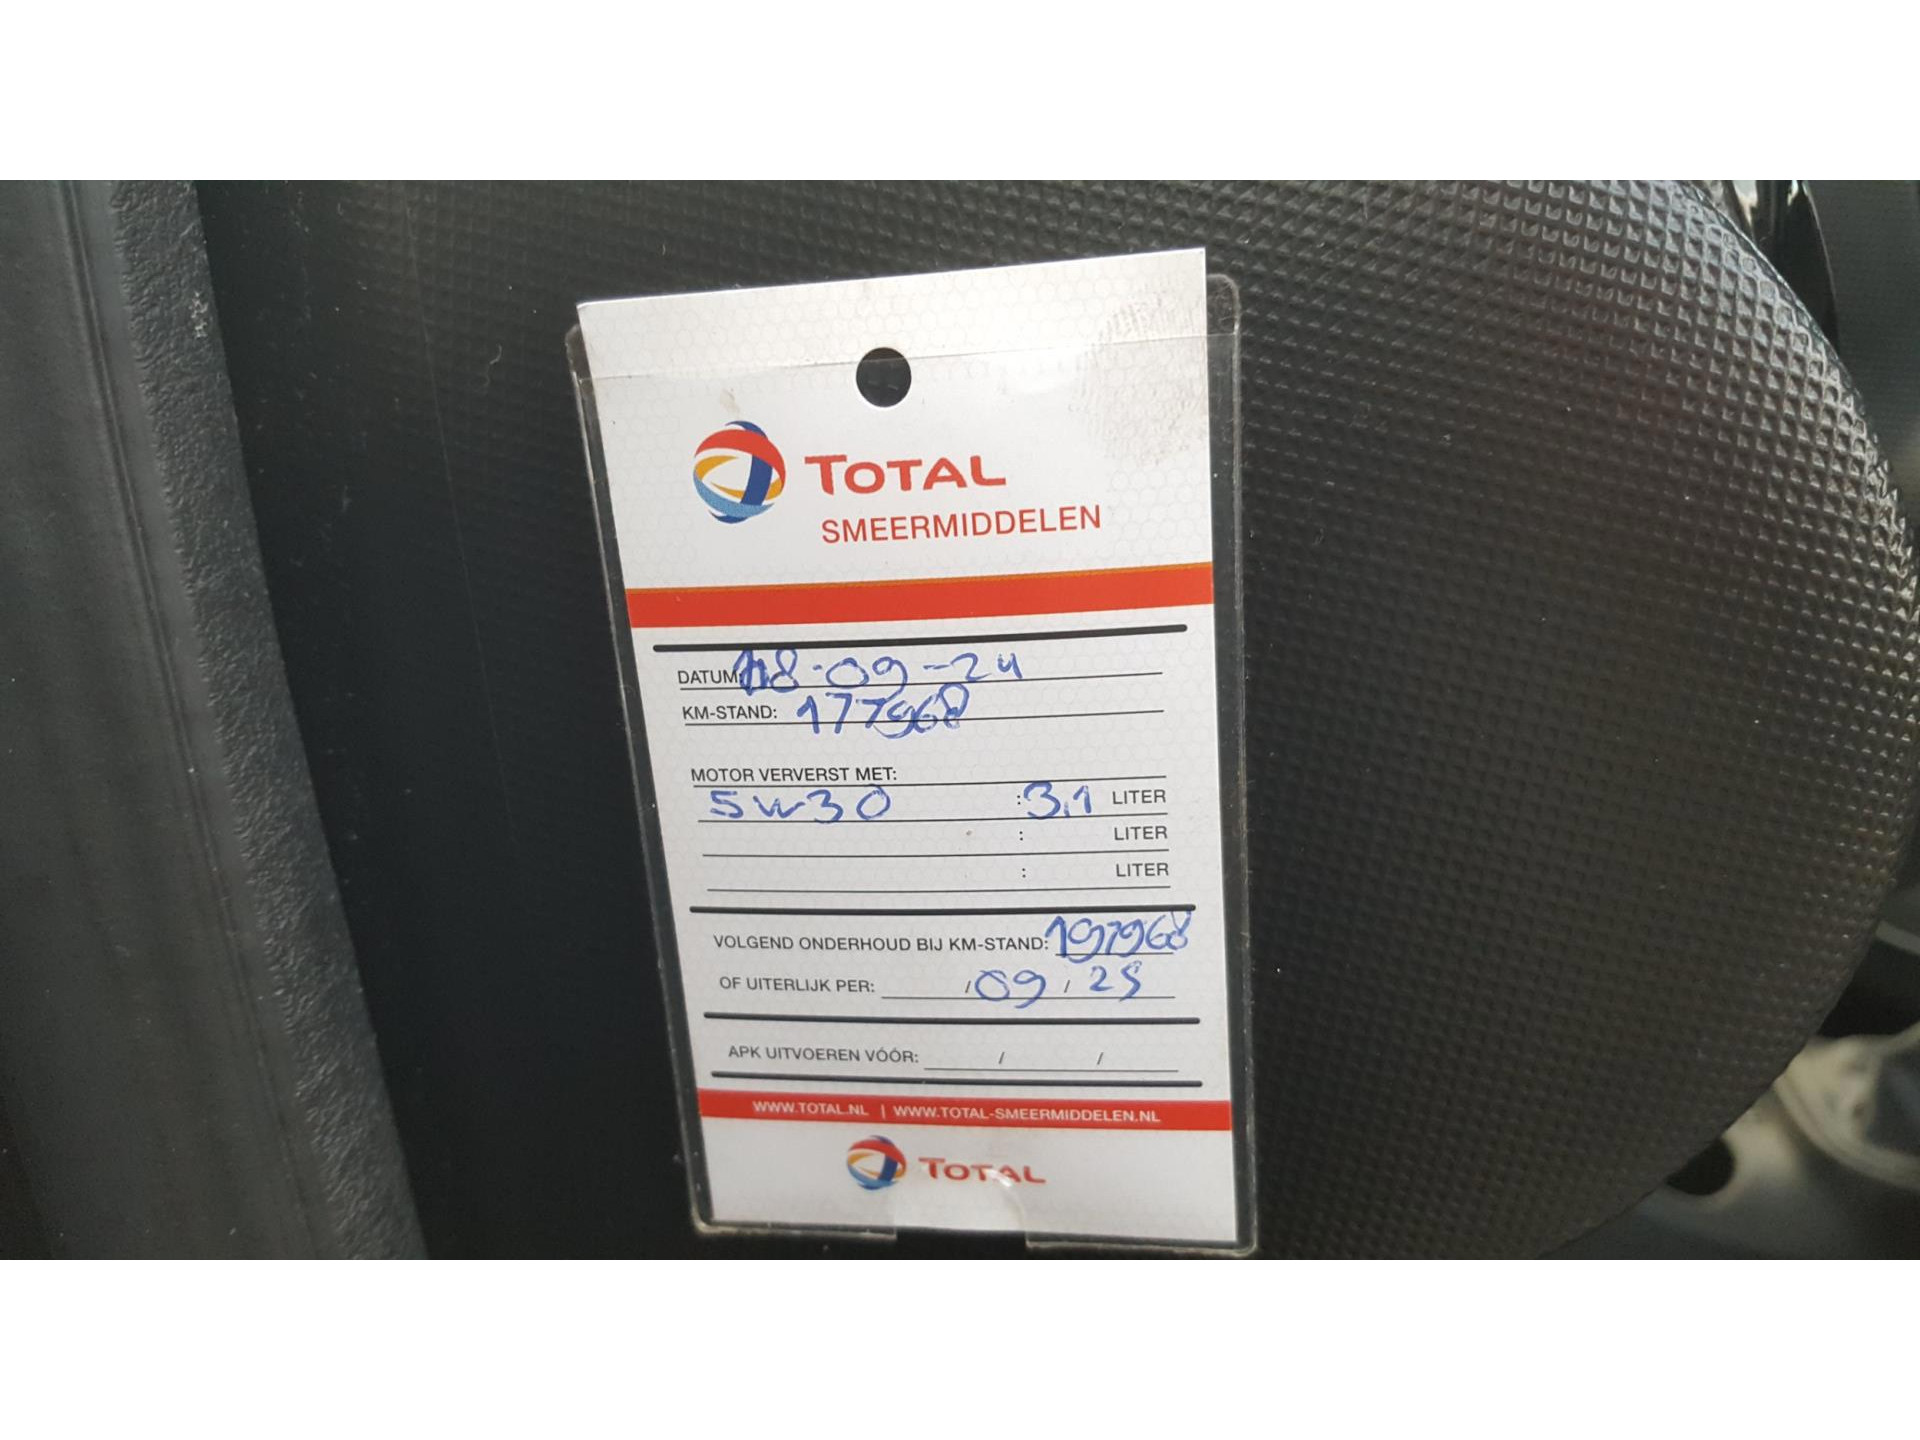 TOTAL
SMEERMIDDELEN
DATUM: 18-09-24
KM-STAND: 177968
MOTOR VERVERST MET:
5W30 : 3,1 LITER
: LITER
: LITER
VOLGEND ONDERHOUD BIJ KM-STAND: 197968
OF UITERLIJK PER: / 09 / 25
APK UITVOEREN VÓÓR: / /
WWW.TOTAL.NL | WWW.TOTAL-SMEERMIDDELEN.NL
TOTAL